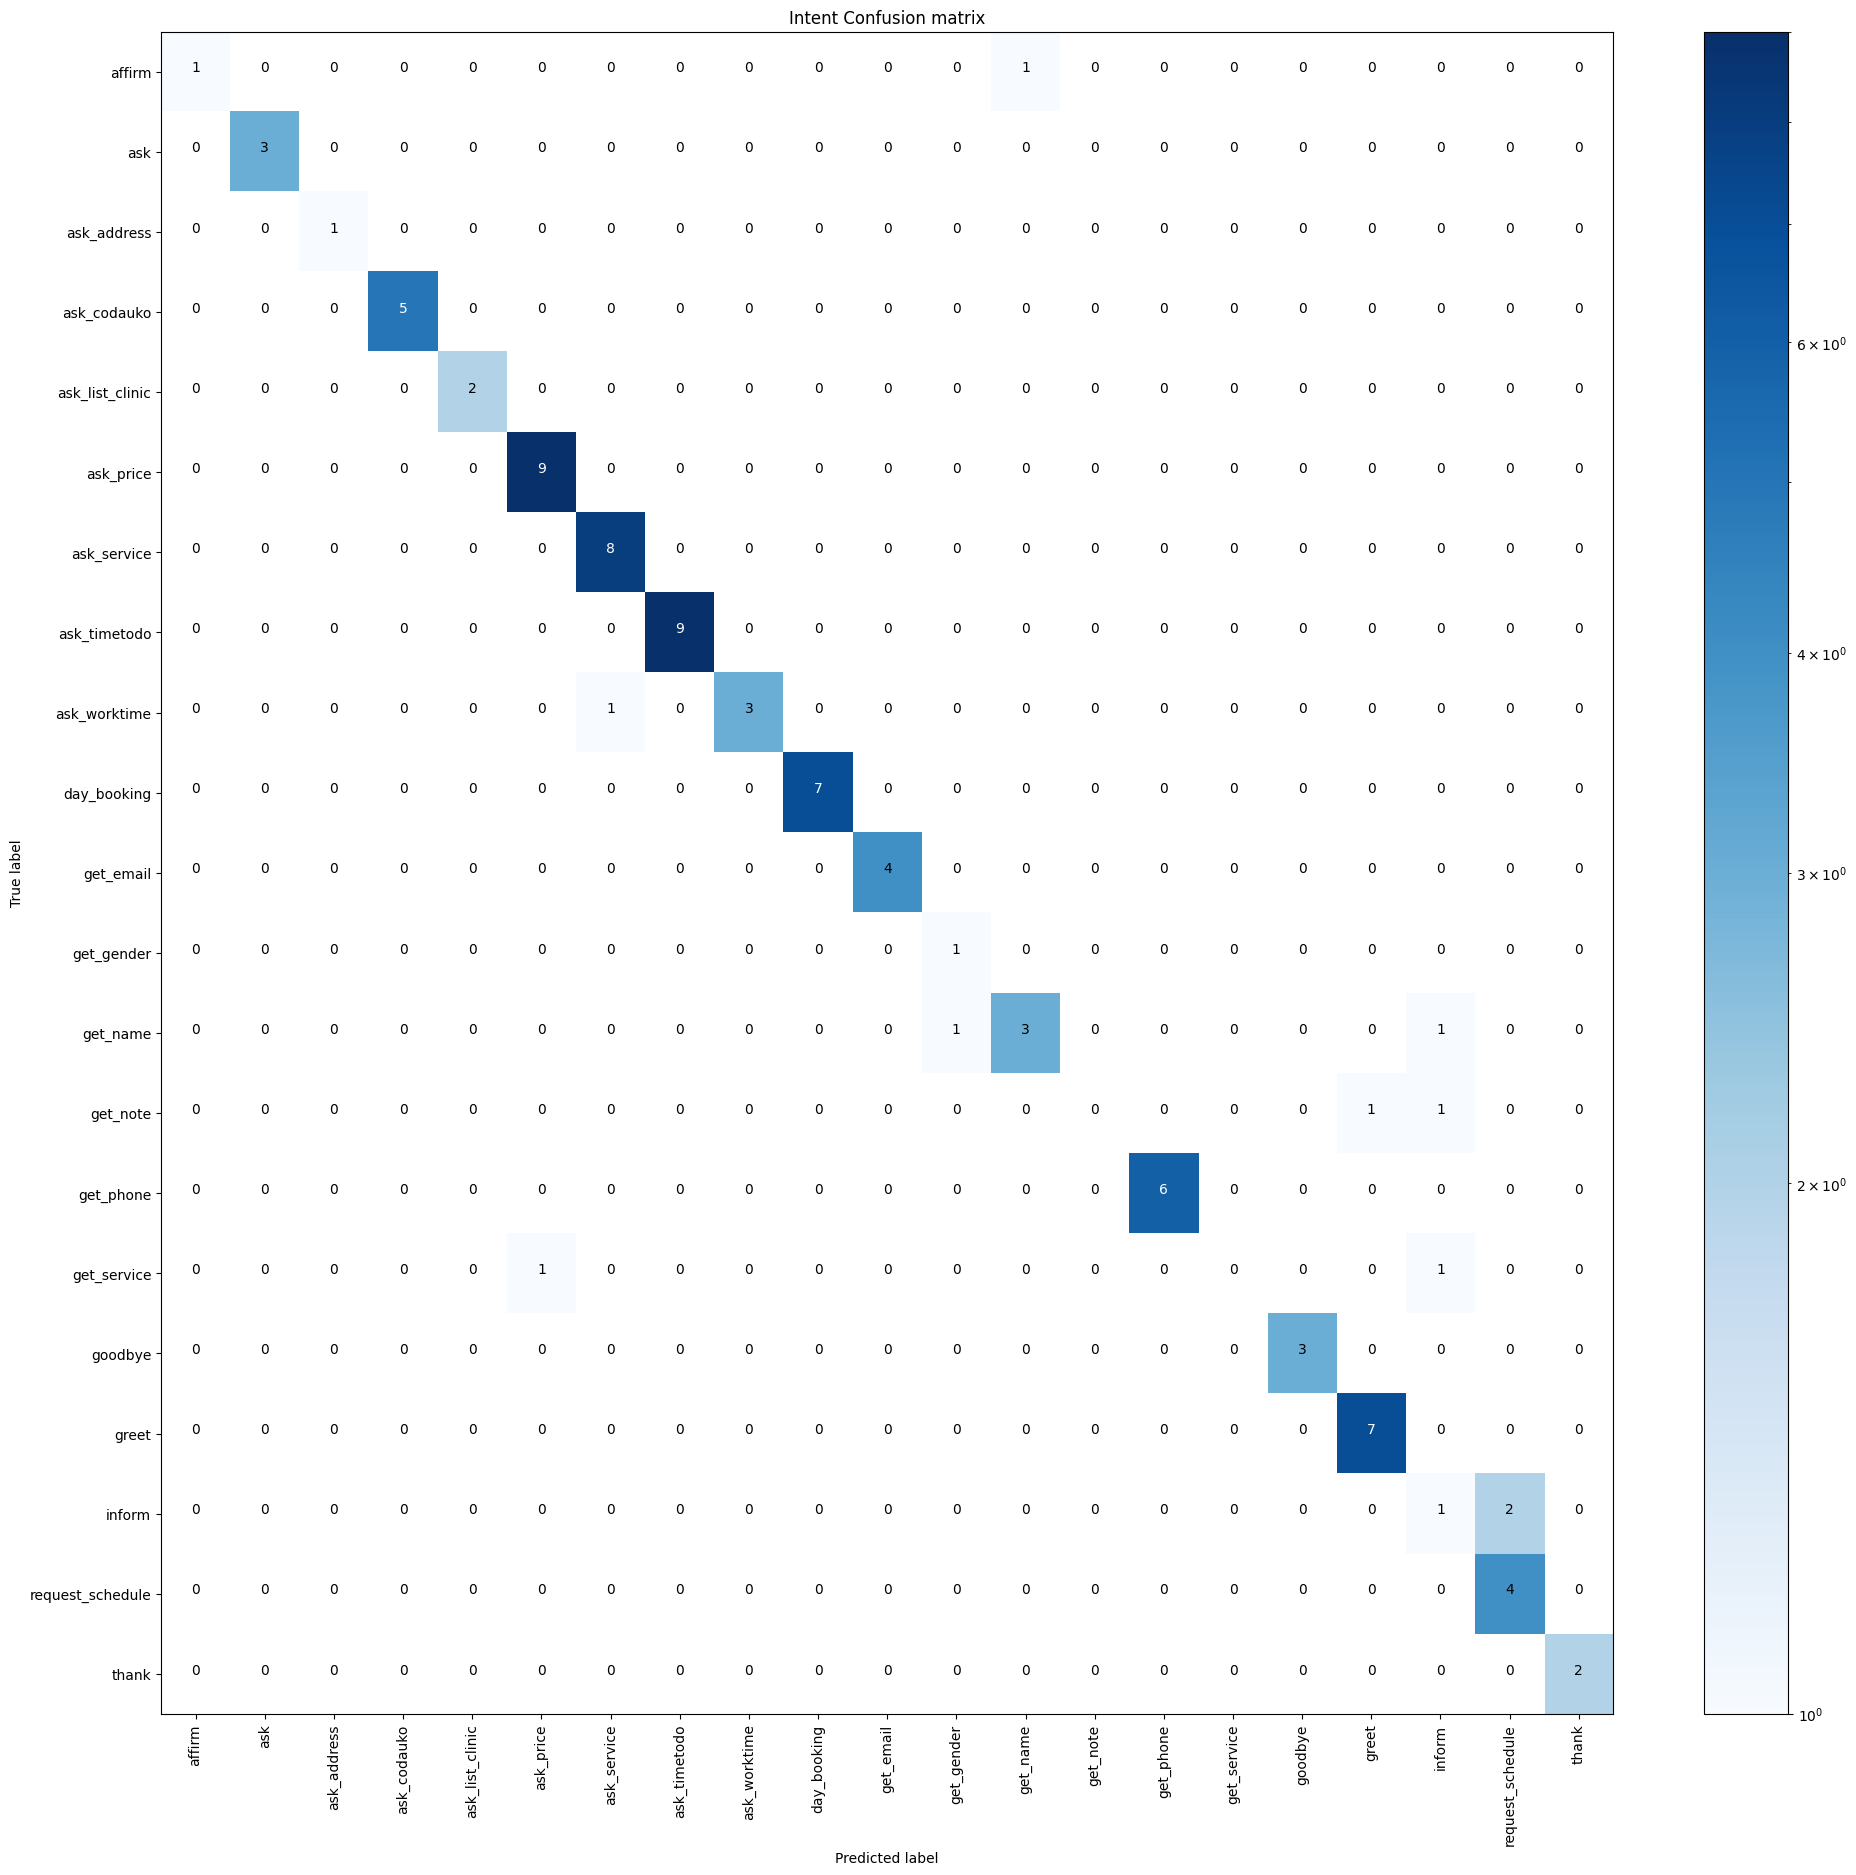 Intent Confusion matrix
affirm 1 0 0 0 0 0 0 0 0 0 0 0 1 0 0 0 0 0 0 0 0
ask 0 3 0 0 0 0 0 0 0 0 0 0 0 0 0 0 0 0 0 0 0
ask_address 0 0 1 0 0 0 0 0 0 0 0 0 0 0 0 0 0 0 0 0 0
ask_codauko 0 0 0 5 0 0 0 0 0 0 0 0 0 0 0 0 0 0 0 0 0
6 × 10⁰
ask_list_clinic 0 0 0 0 2 0 0 0 0 0 0 0 0 0 0 0 0 0 0 0 0
ask_price 0 0 0 0 0 9 0 0 0 0 0 0 0 0 0 0 0 0 0 0 0
ask_service 0 0 0 0 0 0 8 0 0 0 0 0 0 0 0 0 0 0 0 0 0
ask_timetodo 0 0 0 0 0 0 0 9 0 0 0 0 0 0 0 0 0 0 0 0 0
4 × 10⁰
ask_worktime 0 0 0 0 0 0 1 0 3 0 0 0 0 0 0 0 0 0 0 0 0
day_booking 0 0 0 0 0 0 0 0 0 7 0 0 0 0 0 0 0 0 0 0 0
True label
get_email 0 0 0 0 0 0 0 0 0 0 4 0 0 0 0 0 0 0 0 0 0
3 × 10⁰
get_gender 0 0 0 0 0 0 0 0 0 0 0 1 0 0 0 0 0 0 0 0 0
get_name 0 0 0 0 0 0 0 0 0 0 0 1 3 0 0 0 0 0 1 0 0
get_note 0 0 0 0 0 0 0 0 0 0 0 0 0 0 0 0 0 1 1 0 0
get_phone 0 0 0 0 0 0 0 0 0 0 0 0 0 0 6 0 0 0 0 0 0
2 × 10⁰
get_service 0 0 0 0 0 1 0 0 0 0 0 0 0 0 0 0 0 0 1 0 0
goodbye 0 0 0 0 0 0 0 0 0 0 0 0 0 0 0 0 3 0 0 0 0
greet 0 0 0 0 0 0 0 0 0 0 0 0 0 0 0 0 0 7 0 0 0
inform 0 0 0 0 0 0 0 0 0 0 0 0 0 0 0 0 0 0 1 2 0
request_schedule 0 0 0 0 0 0 0 0 0 0 0 0 0 0 0 0 0 0 0 4 0
thank 0 0 0 0 0 0 0 0 0 0 0 0 0 0 0 0 0 0 0 0 2
10⁰
affirm
ask
ask_address
ask_codauko
ask_list_clinic
ask_price
ask_service
ask_timetodo
ask_worktime
day_booking
get_email
get_gender
get_name
get_note
get_phone
get_service
goodbye
greet
inform
request_schedule
thank
Predicted label